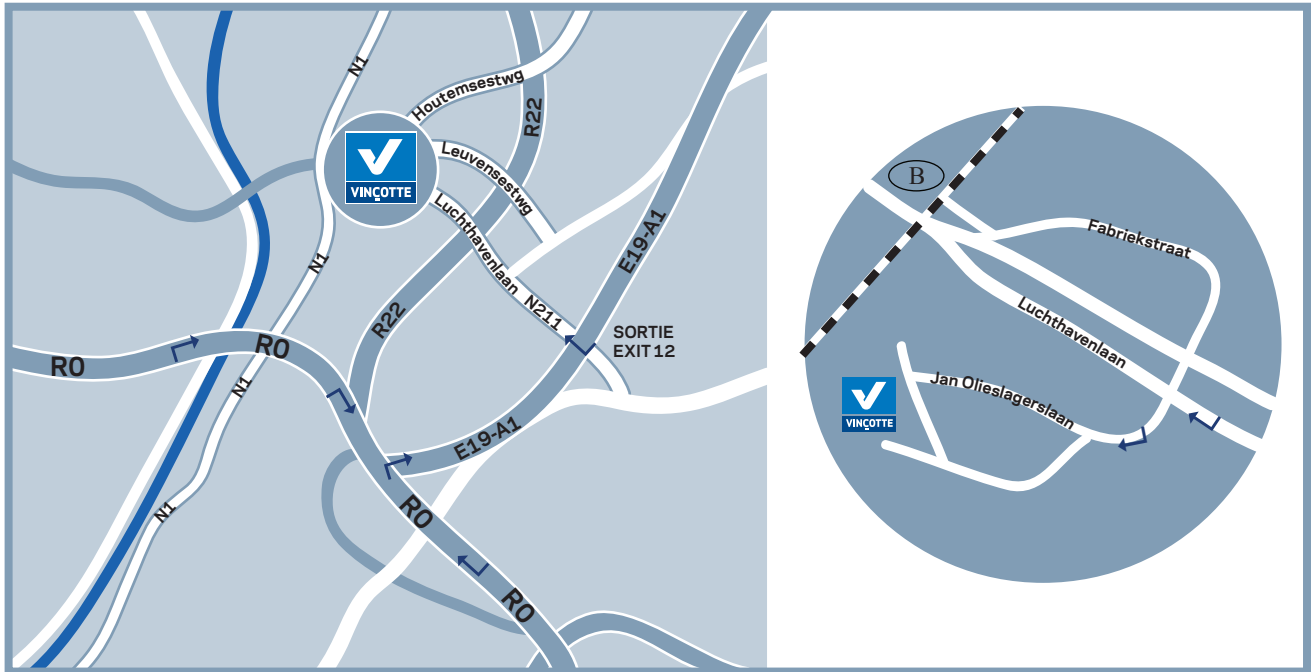 N1
Houtemsestwg
R22
VINÇOTTE
Leuvensestwg
Luchthavenlaan N211
E19-A1
N1
R22
SORTIE
EXIT 12
R0
R0
N1
E19-A1
N1
R0
R0
B
Fabriekstraat
Luchthavenlaan
Jan Olieslagerslaan
VINÇOTTE